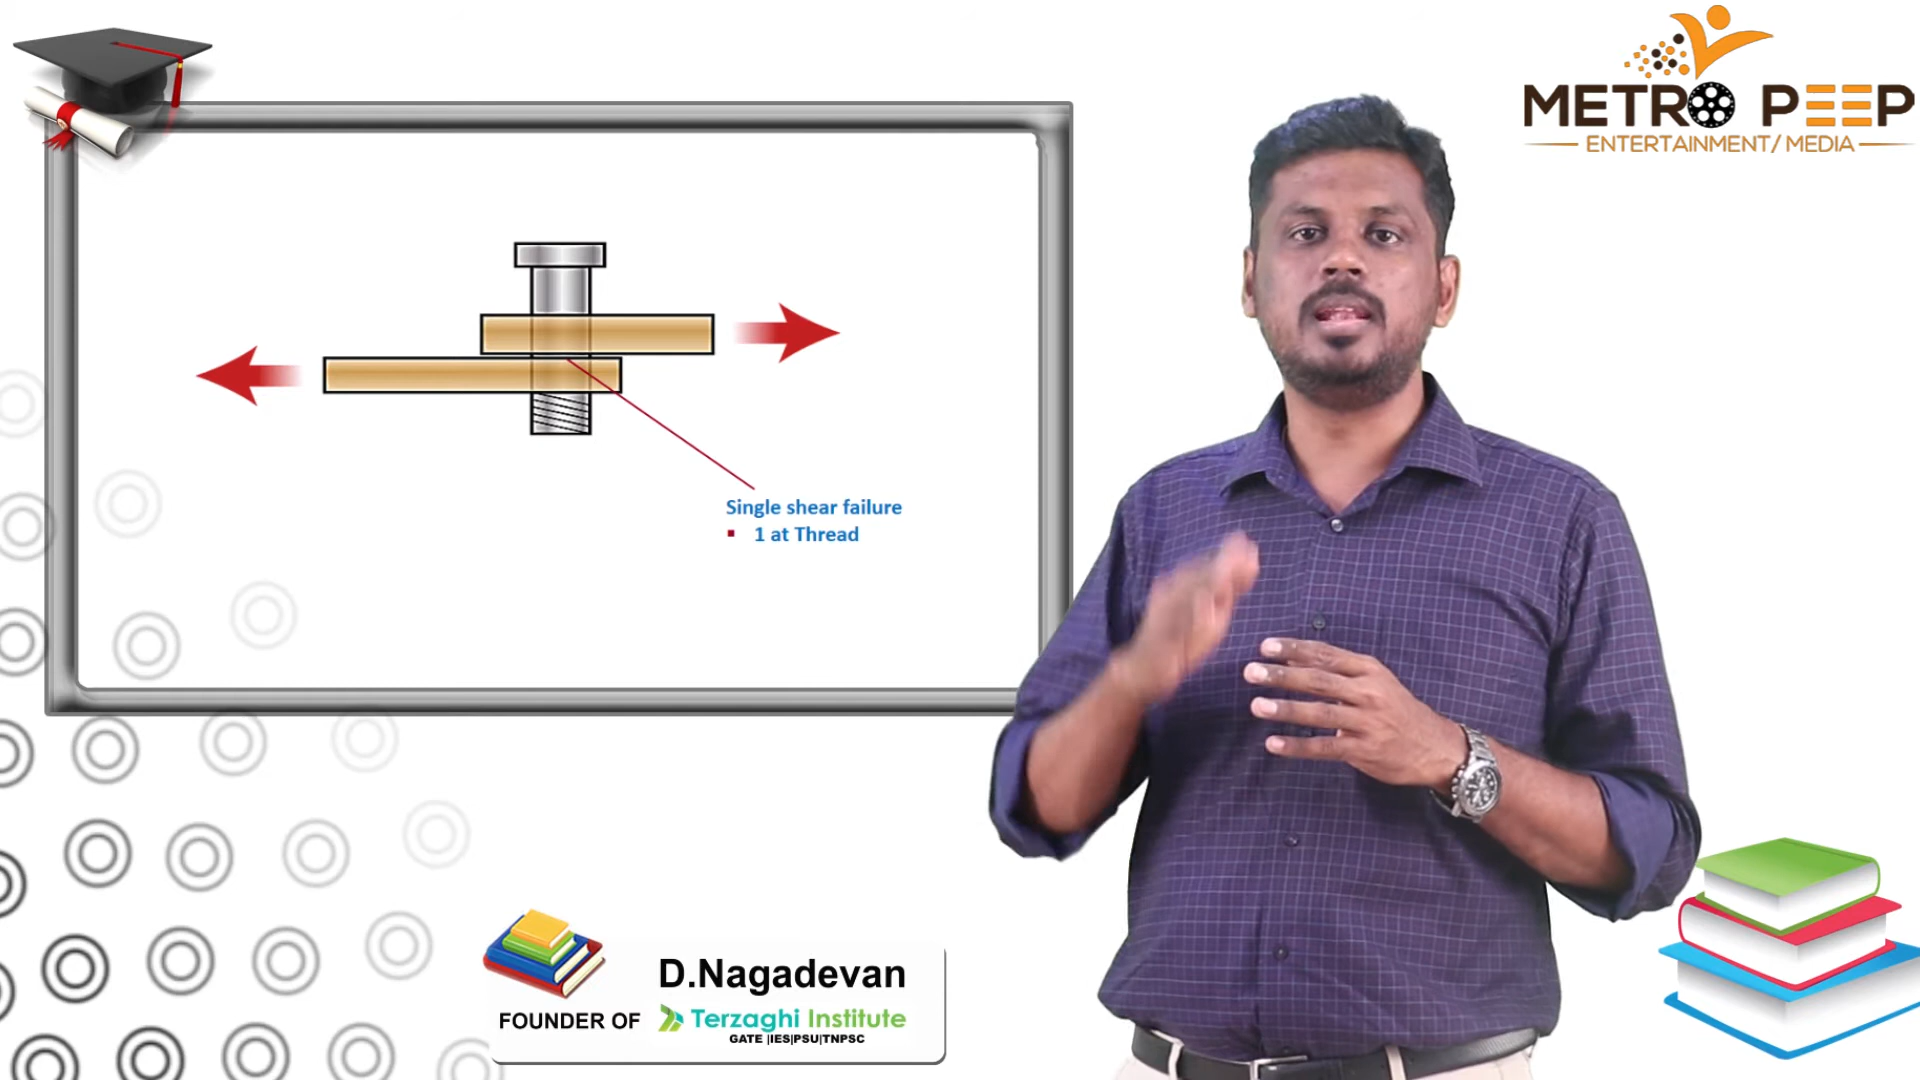 METRO PEEP
ENTERTAINMENT/ MEDIA
Single shear failure
▪ 1 at Thread
D.Nagadevan
FOUNDER OF
Terzaghi Institute
GATE |IES|PSU|TNPSC